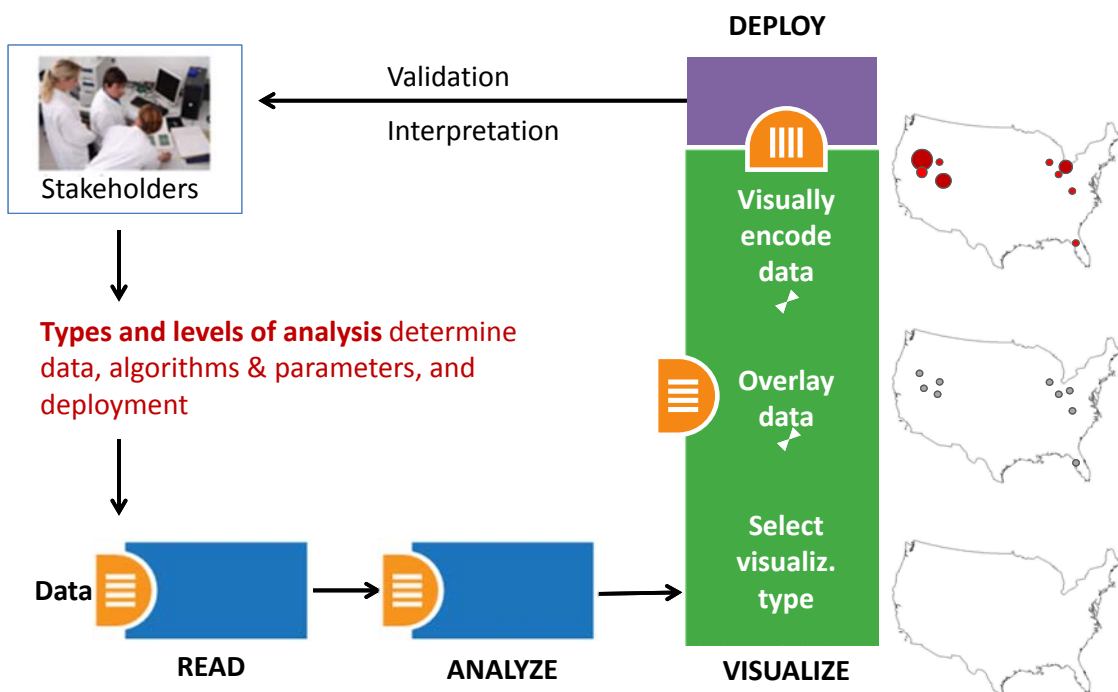 DEPLOY
Validation
Interpretation
Stakeholders
Visually
encode
data
Types and levels of analysis determine
data, algorithms & parameters, and
deployment
Overlay
data
Select
visualiz.
type
Data
READ
ANALYZE
VISUALIZE